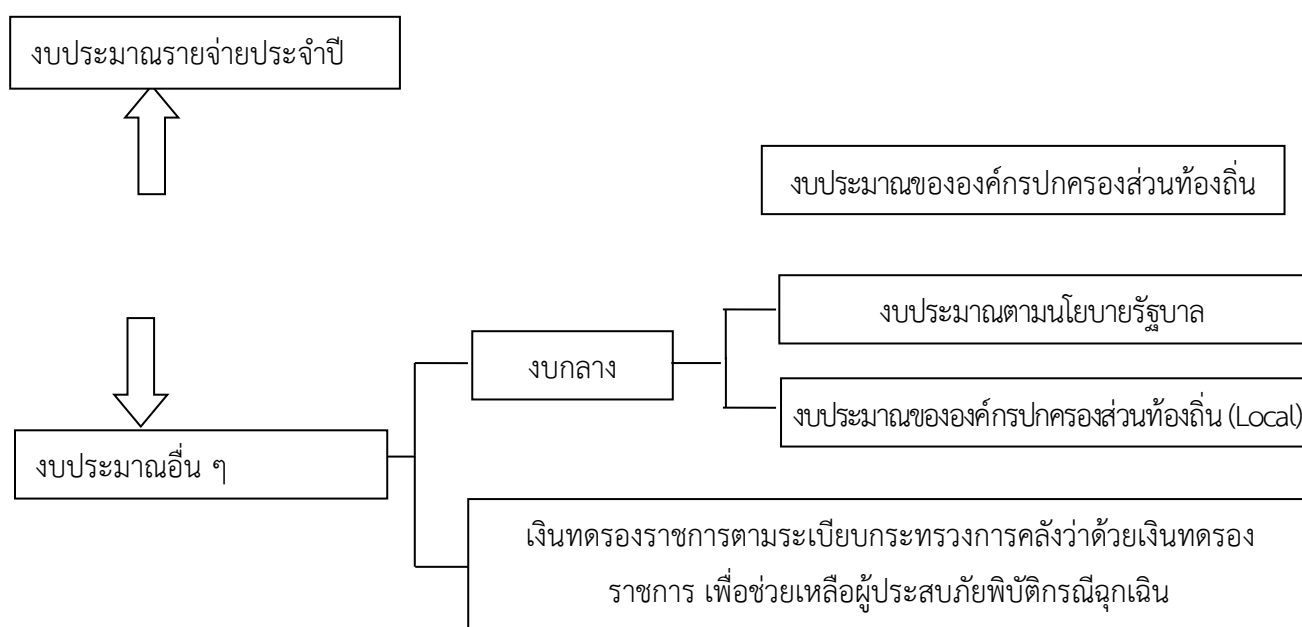 งบประมาณรายจ่ายประจำปี
งบประมาณขององค์กรปกครองส่วนท้องถิ่น
งบประมาณตามนโยบายรัฐบาล
งบกลาง
งบประมาณขององค์กรปกครองส่วนท้องถิ่น (Local)
งบประมาณอื่น ๆ
เงินทดรองราชการตามระเบียบกระทรวงการคลังว่าด้วยเงินทดรอง
ราชการ เพื่อช่วยเหลือผู้ประสบภัยพิบัติกรณีฉุกเฉิน